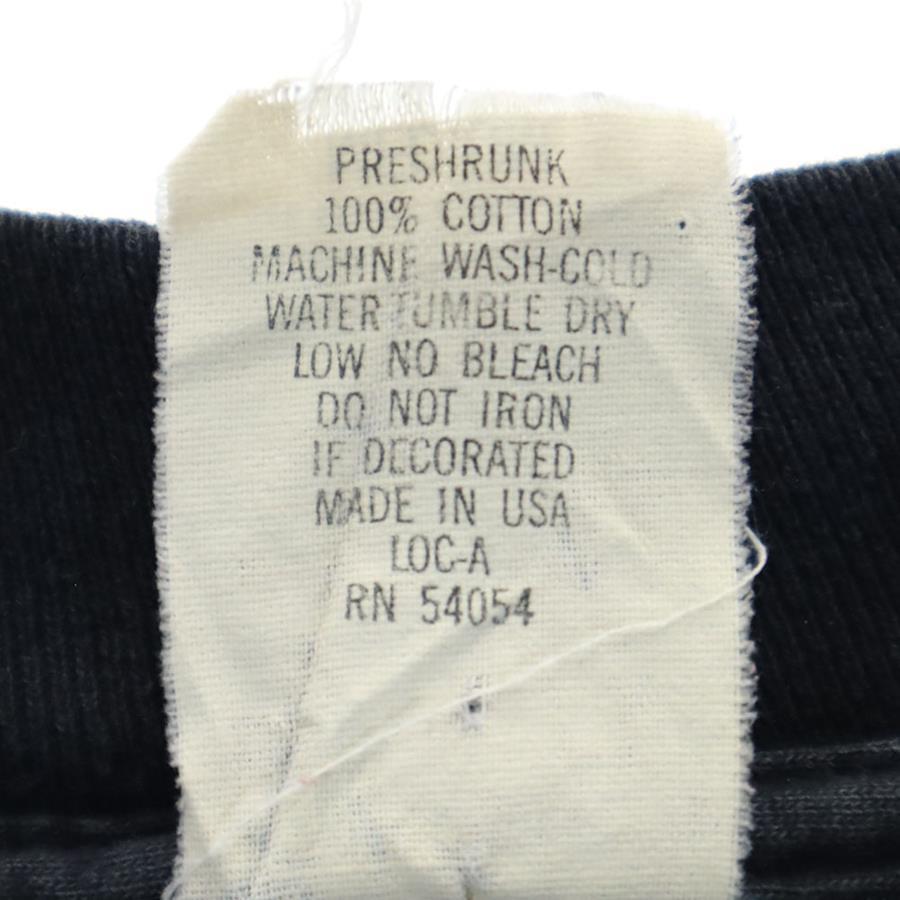 PRESHRUNK
100% COTTON
MACHINE WASH-COLD
WATER TUMBLE DRY
LOW NO BLEACH
DO NOT IRON
IF DECORATED
MADE IN USA
LOC-A
RN 54054